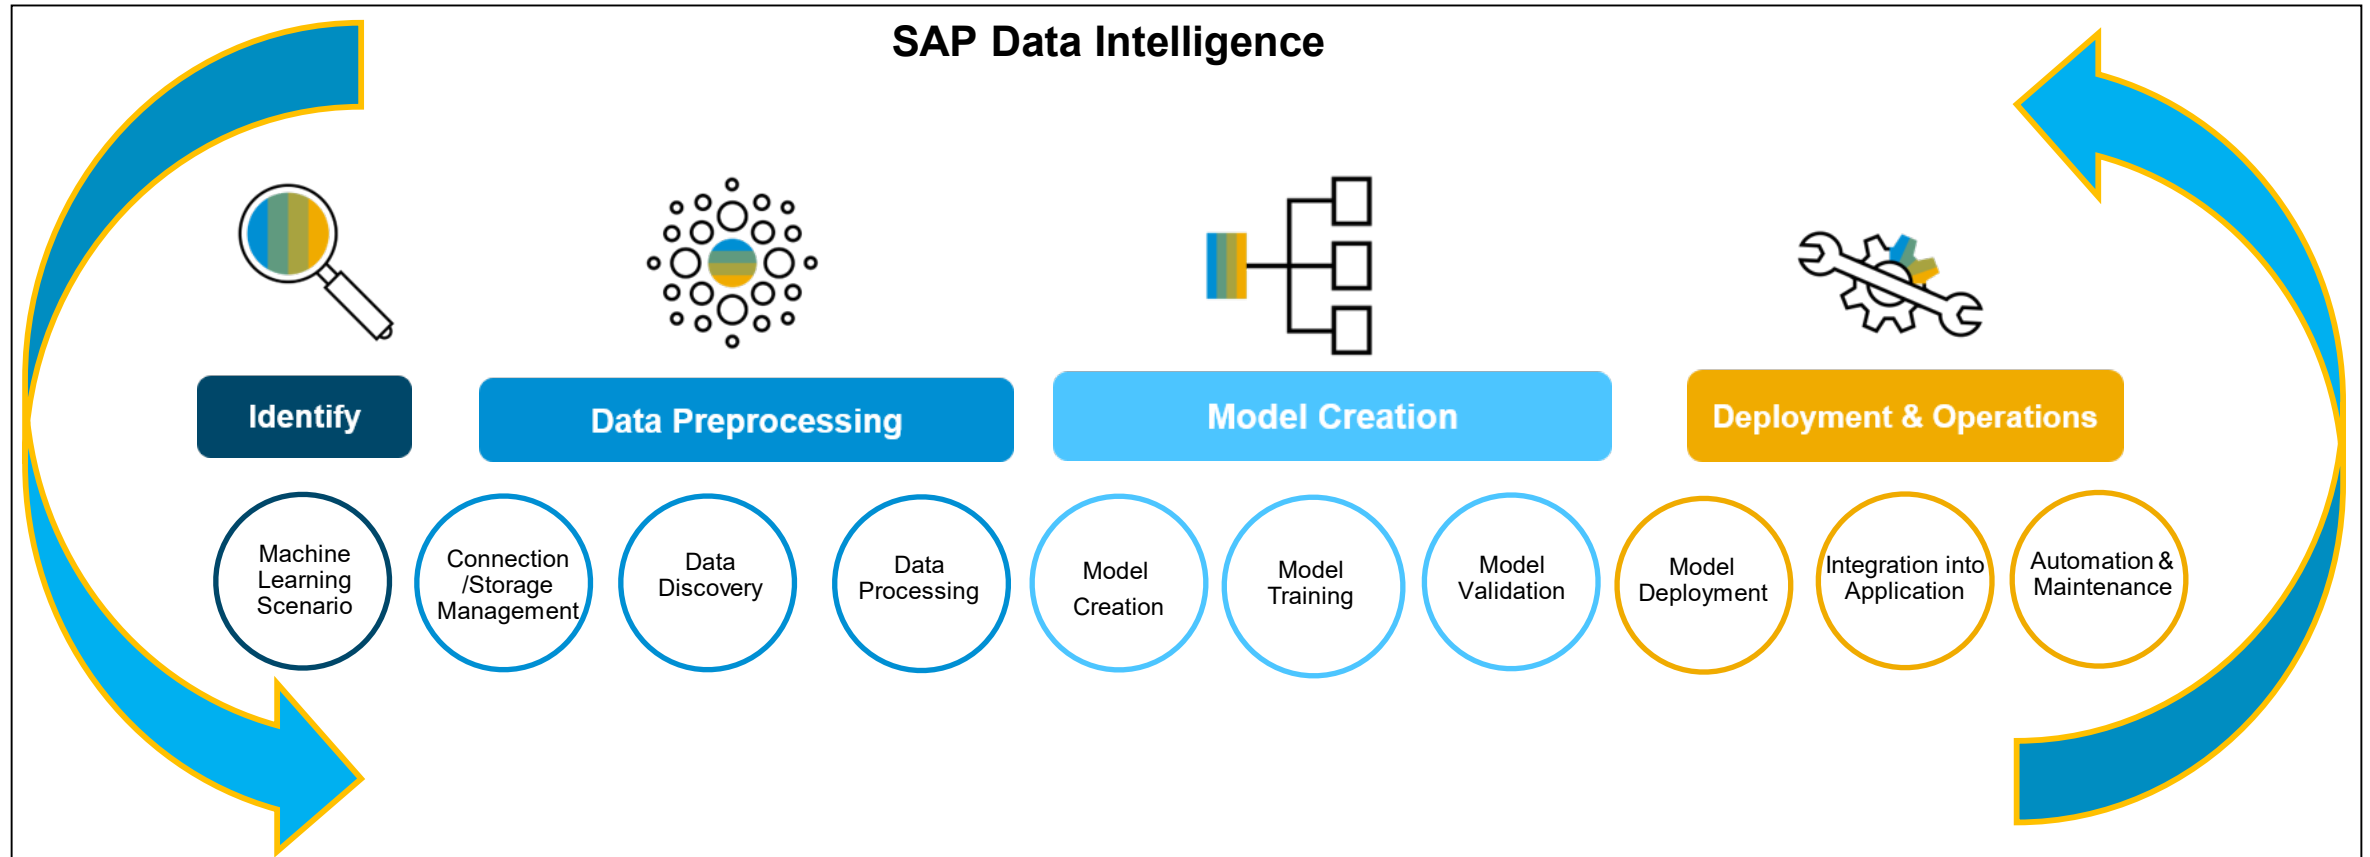 SAP Data Intelligence
Identify
Data Preprocessing
Model Creation
Deployment & Operations
Machine
Learning
Scenario
Connection
/Storage
Management
Data
Discovery
Data
Processing
Model
Creation
Model
Training
Model
Validation
Model
Deployment
Integration into
Application
Automation &
Maintenance